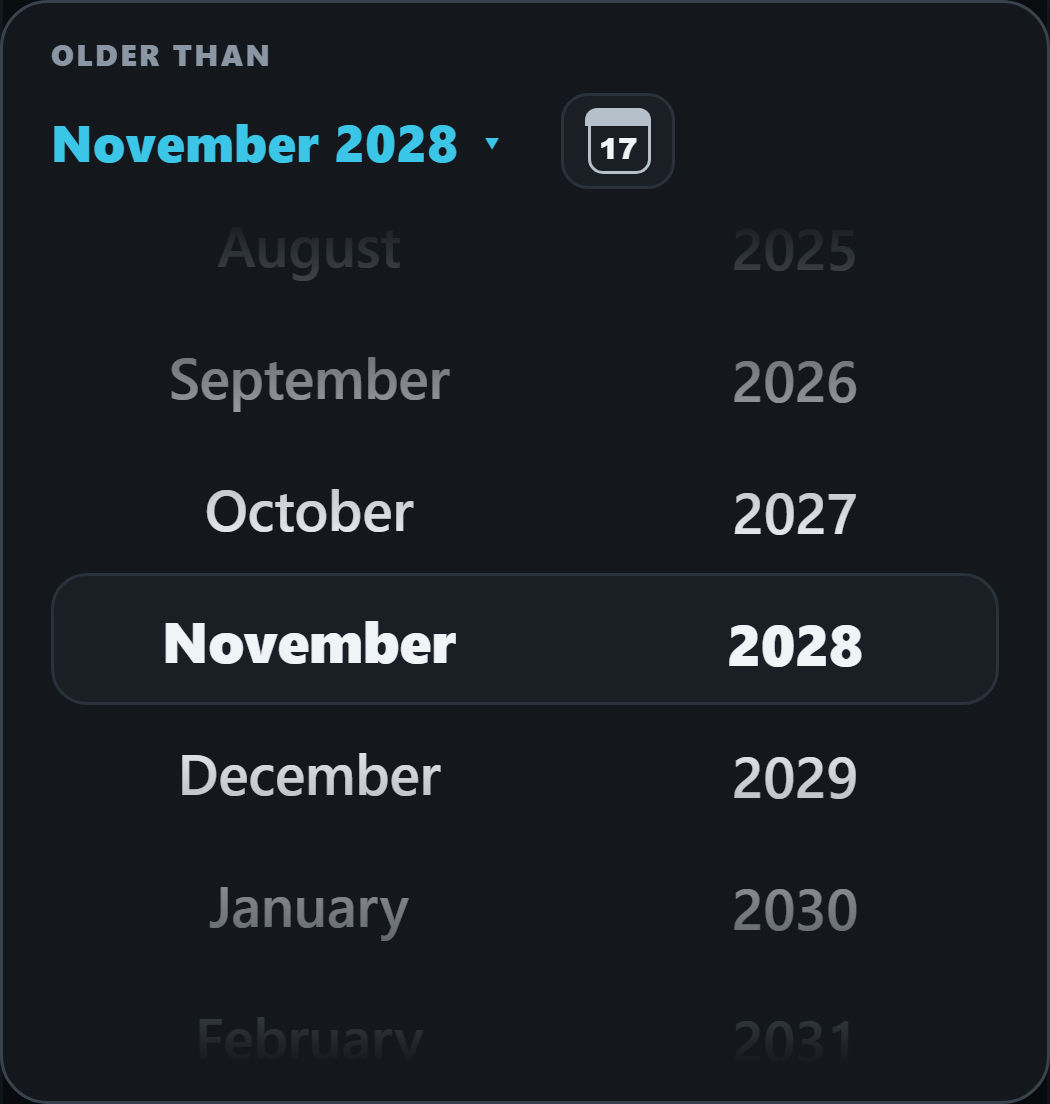 OLDER THAN
November 2028 ▼
17
August 2025
September 2026
October 2027
November 2028
December 2029
January 2030
February 2031